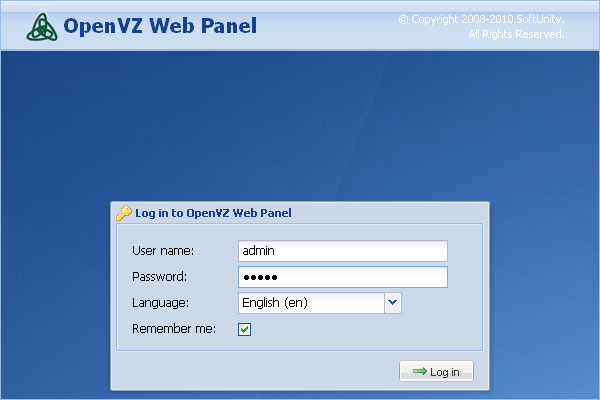 OpenVZ Web Panel
© Copyright 2008-2010 SoftUnity.
All Rights Reserved.
Log in to OpenVZ Web Panel
User name: admin
Password: •••••
Language: English (en)
Remember me:
Log in